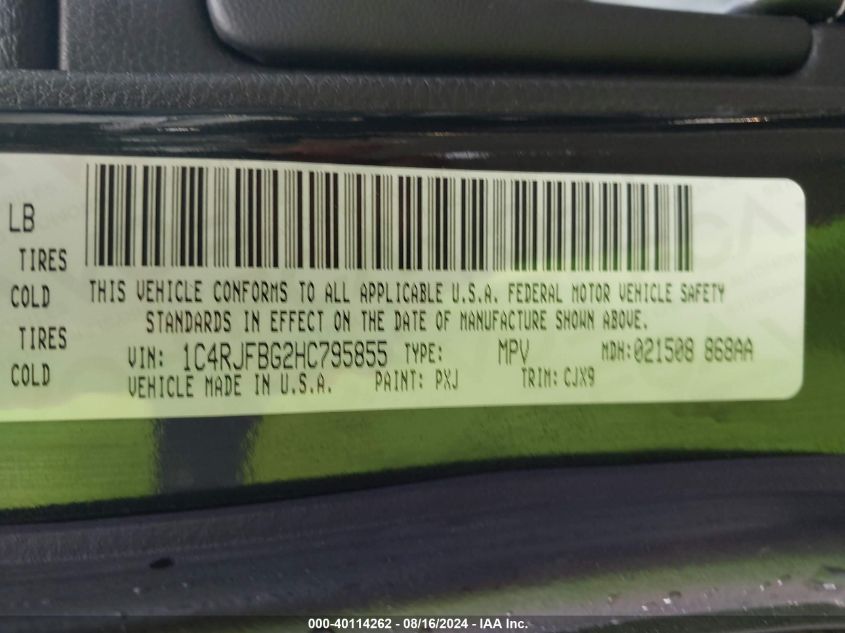 LB
TIRES
COLD
TIRES
COLD
THIS VEHICLE CONFORMS TO ALL APPLICABLE U.S.A. FEDERAL MOTOR VEHICLE SAFETY
STANDARDS IN EFFECT ON THE DATE OF MANUFACTURE SHOWN ABOVE.
VIN: 1C4RJFBG2HC795855 TYPE: MPV MDH:021508 868AA
VEHICLE MADE IN U.S.A. PAINT: PXJ TRIM: CJX9
000-40114262 - 08/16/2024 - IAA Inc.